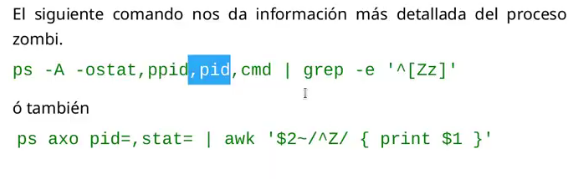 El siguiente comando nos da información más detallada del proceso
zombi.
ps -A -ostat,ppid,pid,cmd | grep -e '^[Zz]'
ó también
ps axo pid=,stat= | awk '$2~/^Z/ { print $1 }'